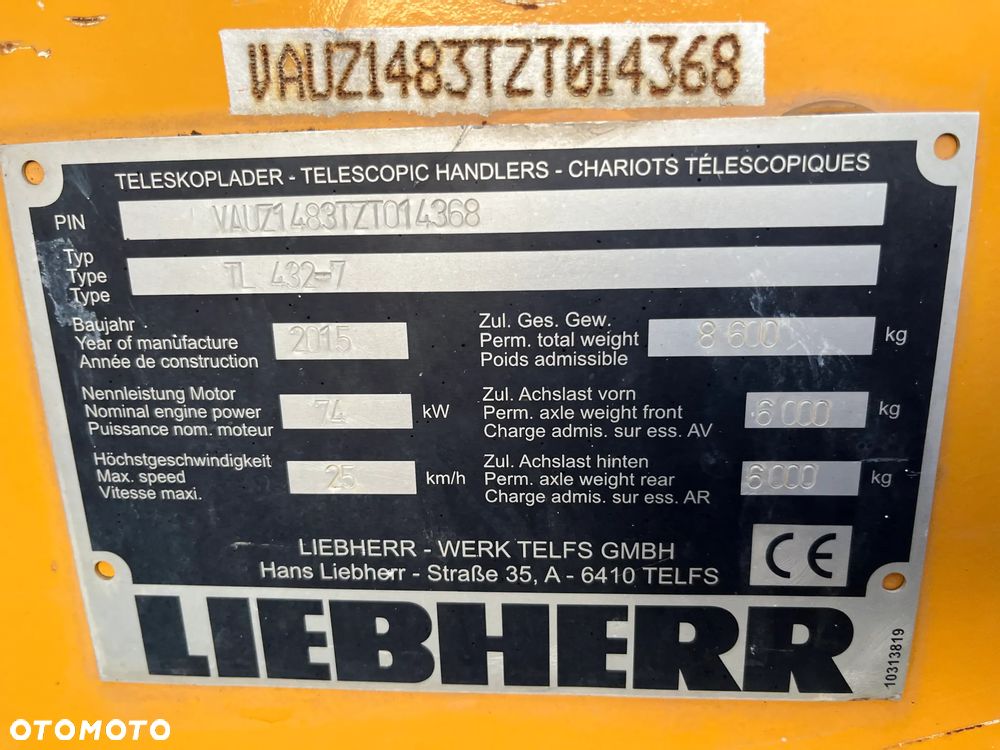 VAUZ1483TZT014368
TELESKOPLADER - TELESCOPIC HANDLERS - CHARIOTS TÉLESCOPIQUES
PIN VAUZ1483TZT014368
Typ
Type TL 432-7
Type
Baujahr
Year of manufacture 2015
Année de construction
Zul. Ges. Gew.
Perm. total weight 8 600 kg
Poids admissible
Nennleistung Motor
Nominal engine power 74 kW
Puissance nom. moteur
Zul. Achslast vorn
Perm. axle weight front 6 000 kg
Charge admis. sur ess. AV
Höchstgeschwindigkeit
Max. speed 25 km/h
Vitesse maxi.
Zul. Achslast hinten
Perm. axle weight rear 6 000 kg
Charge admis. sur ess. AR
LIEBHERR - WERK TELFS GMBH
Hans Liebherr - Straße 35, A - 6410 TELFS
CE
LIEBHERR
10313819
OTOMOTO